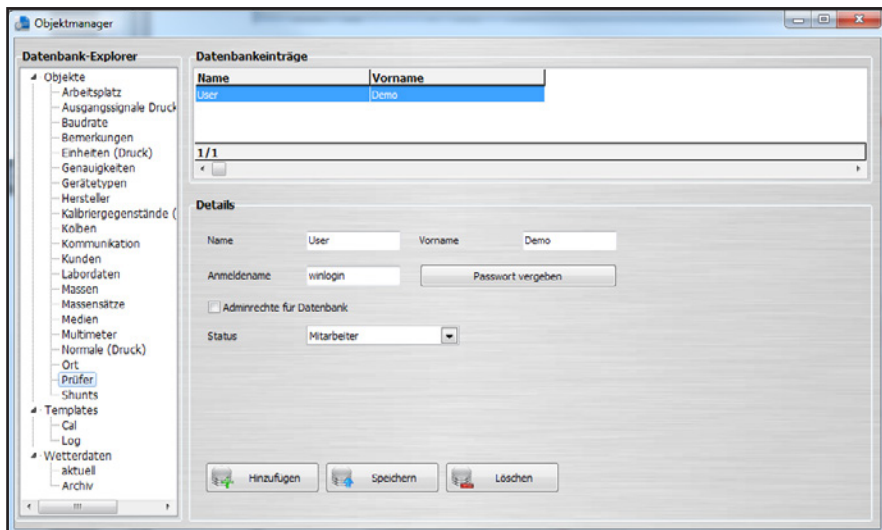 Objektmanager
Datenbank-Explorer
Objekte
Arbeitsplatz
Ausgangssignale Druck
Baudrate
Bemerkungen
Einheiten (Druck)
Genauigkeiten
Gerätetypen
Hersteller
Kalibriergegenstände (
Kolben
Kommunikation
Kunden
Labordaten
Massen
Massensätze
Medien
Multimeter
Normale (Druck)
Ort
Prüfer
Shunts
Templates
Cal
Log
Wetterdaten
aktuell
Archiv
Datenbankeinträge
Name Vorname
User Demo
1/1
Details
Name User Vorname Demo
Anmeldename winlogin Passwort vergeben
Adminrechte für Datenbank
Status Mitarbeiter
Hinzufügen Speichern Löschen